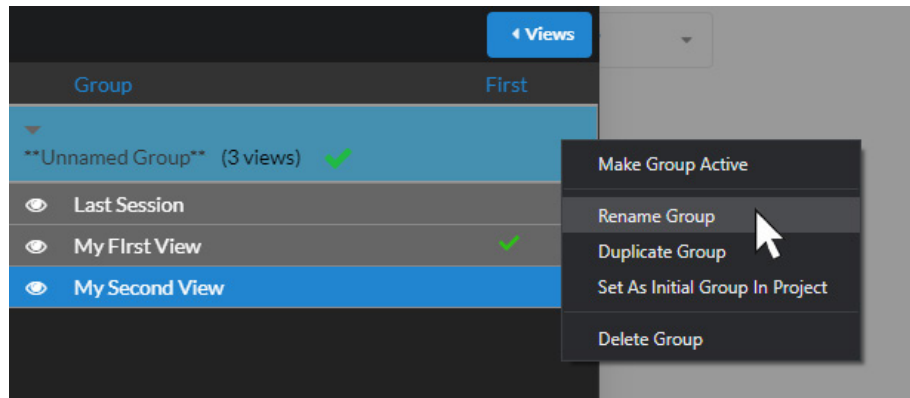 Views
Group First
**Unnamed Group** (3 views)
Last Session
My FIrst View
My Second View
Make Group Active
Rename Group
Duplicate Group
Set As Initial Group In Project
Delete Group